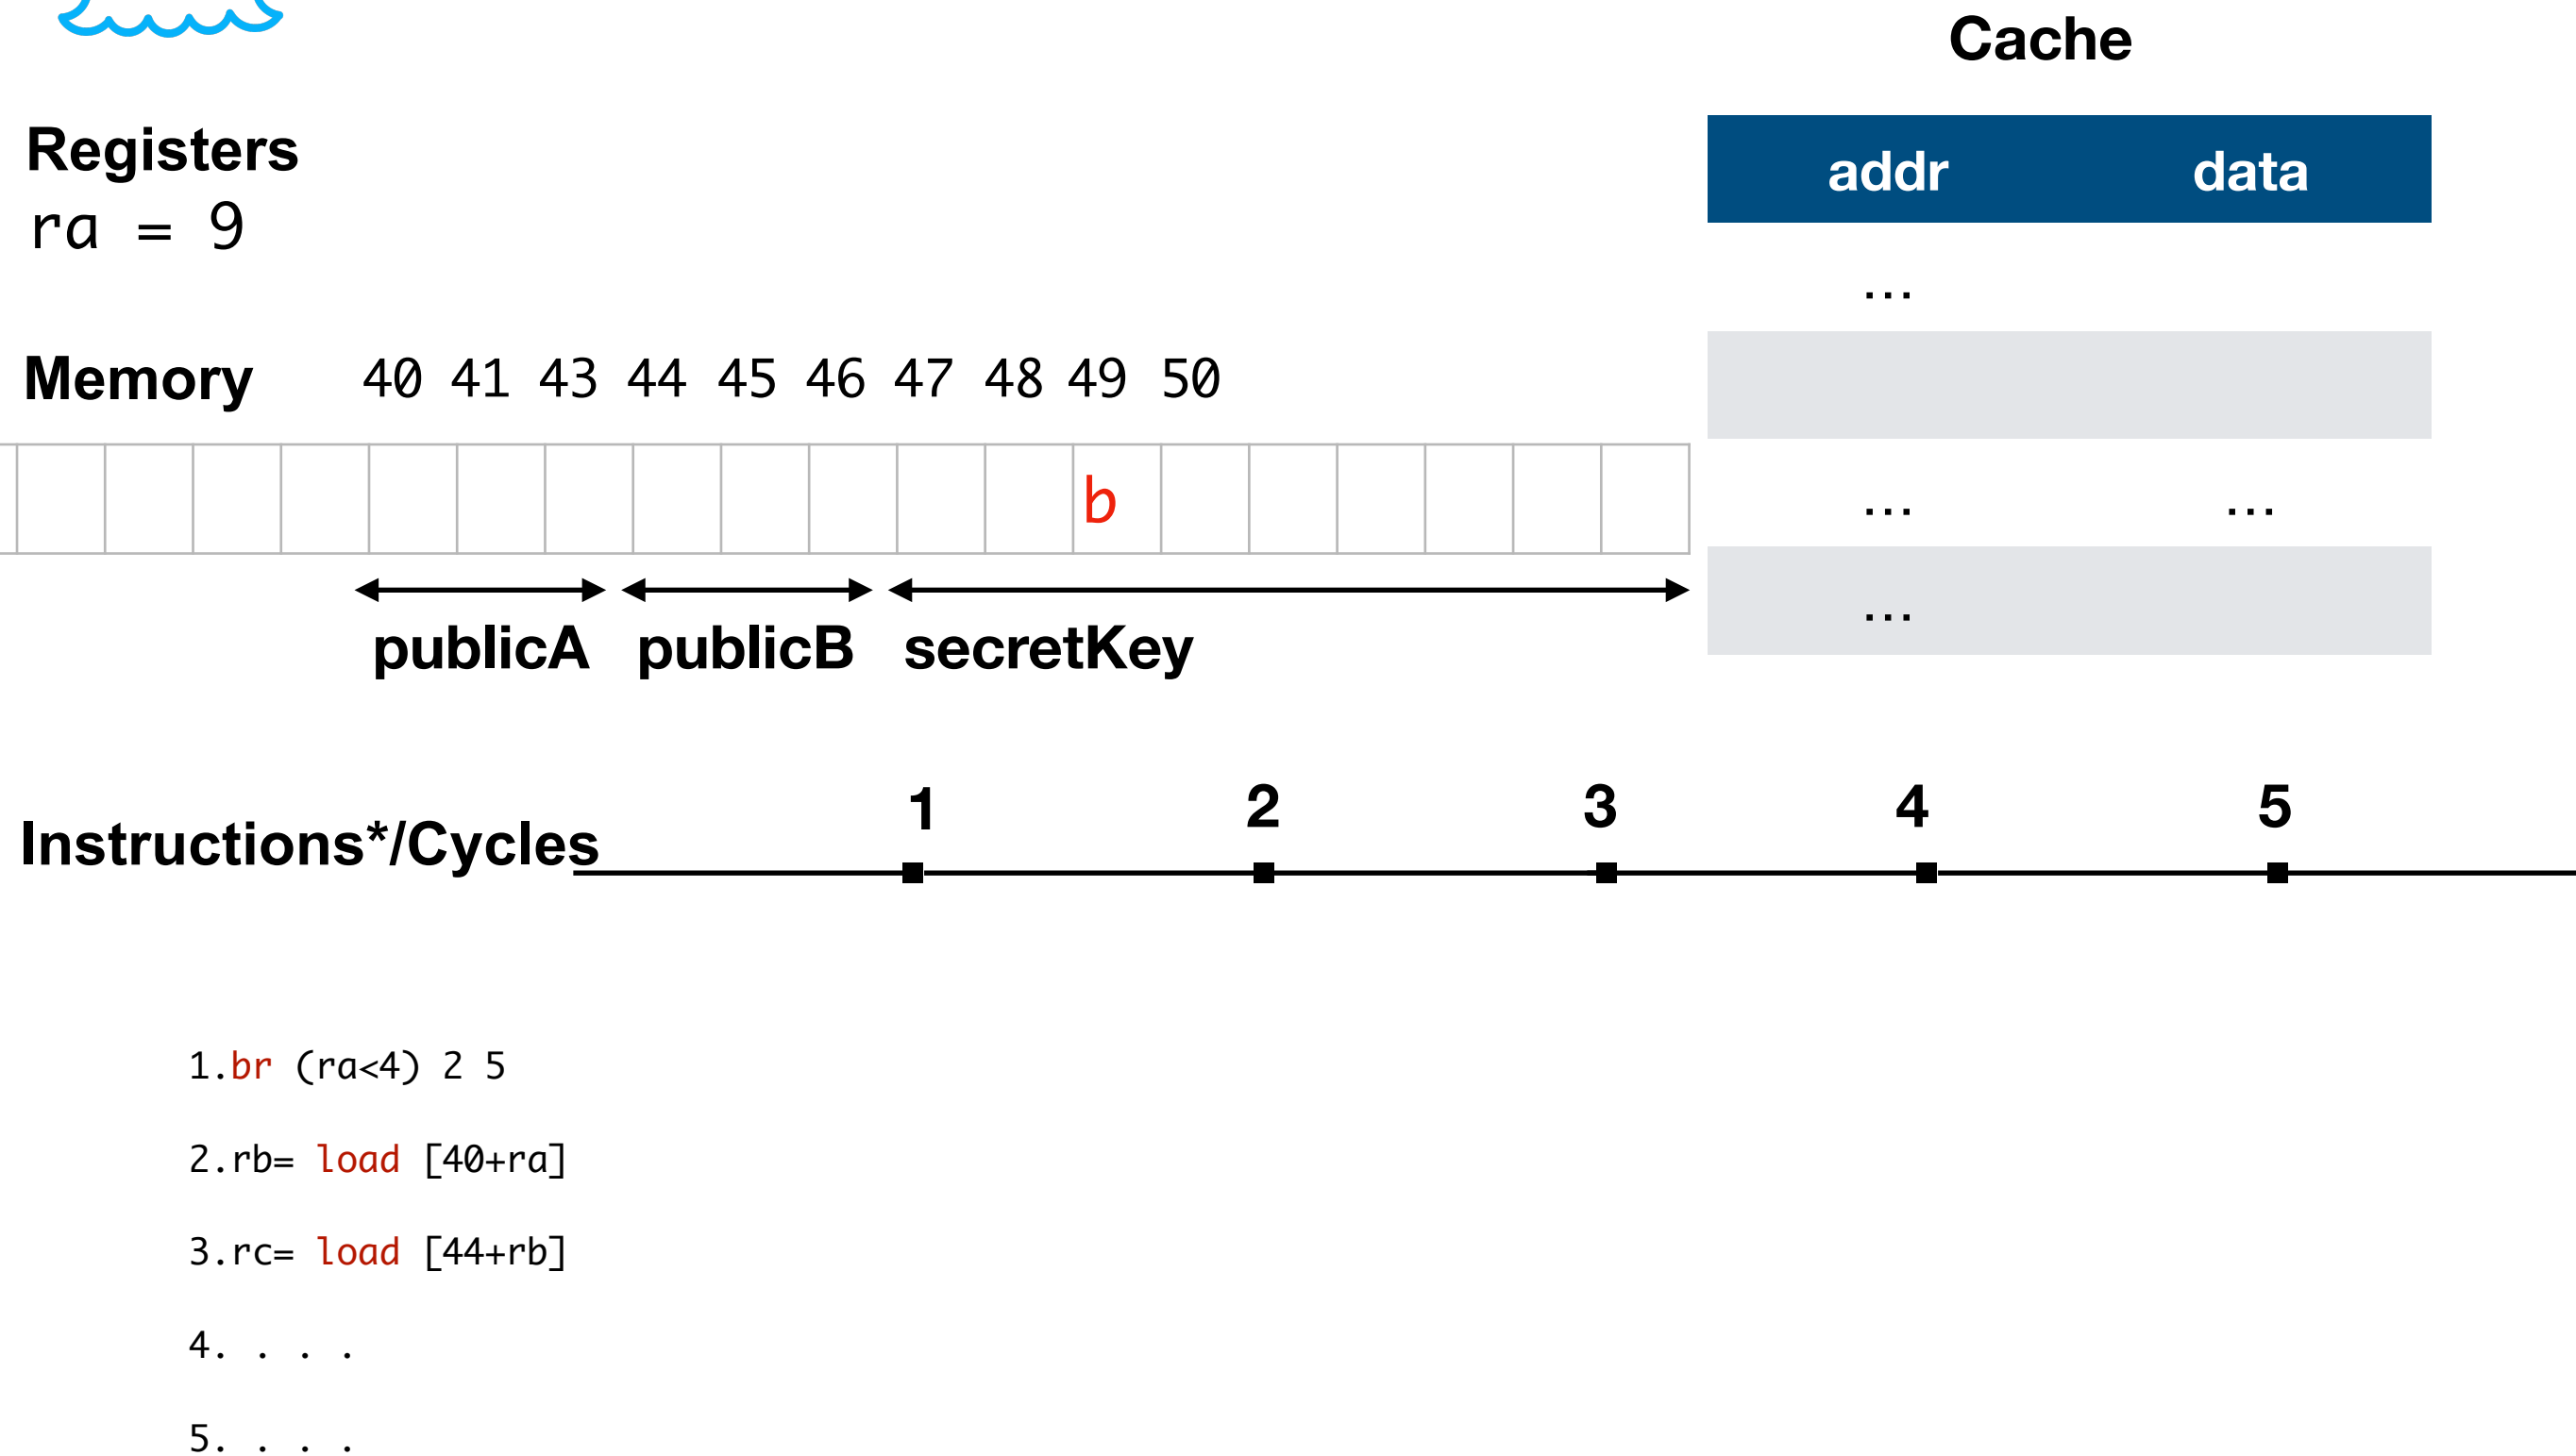 Cache
Registers
ra = 9
addr data
...
Memory 40 41 43 44 45 46 47 48 49 50
b
... ...
...
publicA publicB secretKey
1 2 3 4 5
Instructions*/Cycles
1.br (ra<4) 2 5
2.rb= load [40+ra]
3.rc= load [44+rb]
4. . . .
5. . . .